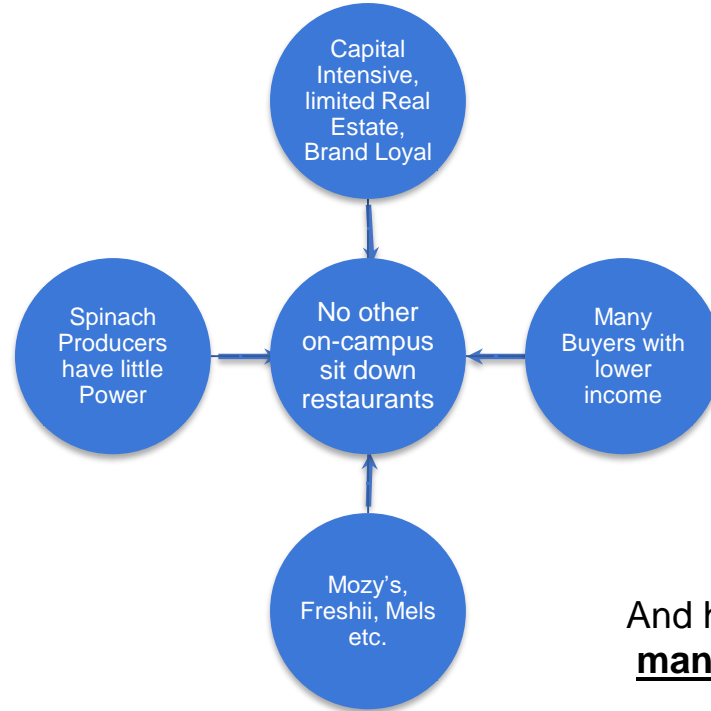 Capital
Intensive,
limited Real
Estate,
Brand Loyal
Spinach
Producers
have little
Power
No other
on-campus
sit down
restaurants
Many
Buyers with
lower
income
Mozy's,
Freshii, Mels
etc.
And